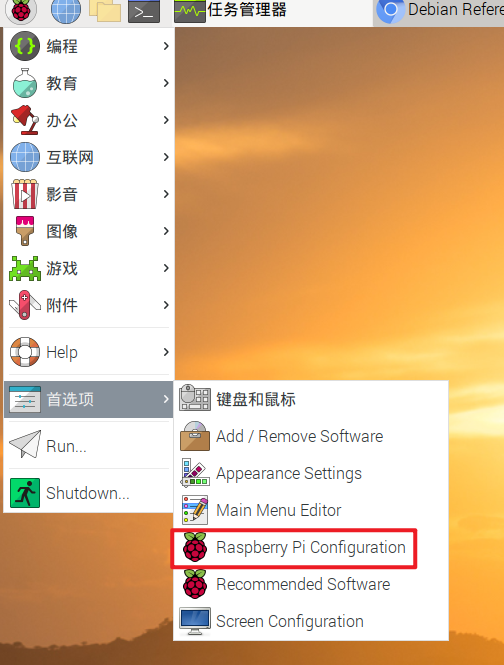 任务管理器
Debian Refere
编程
教育
办公
互联网
影音
图像
游戏
附件
Help
首选项
Run...
Shutdown...
键盘和鼠标
Add / Remove Software
Appearance Settings
Main Menu Editor
Raspberry Pi Configuration
Recommended Software
Screen Configuration